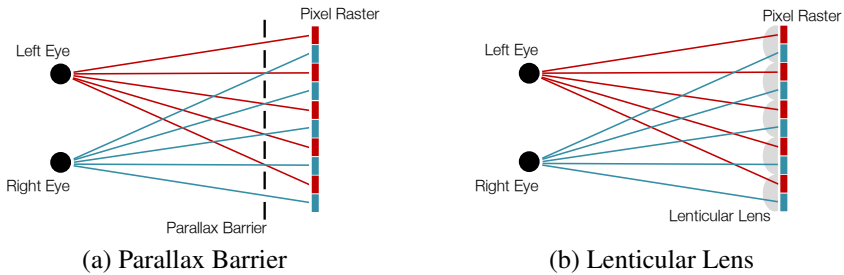 Pixel Raster
Left Eye
Right Eye
Parallax Barrier
(a) Parallax Barrier
Pixel Raster
Left Eye
Right Eye
Lenticular Lens
(b) Lenticular Lens